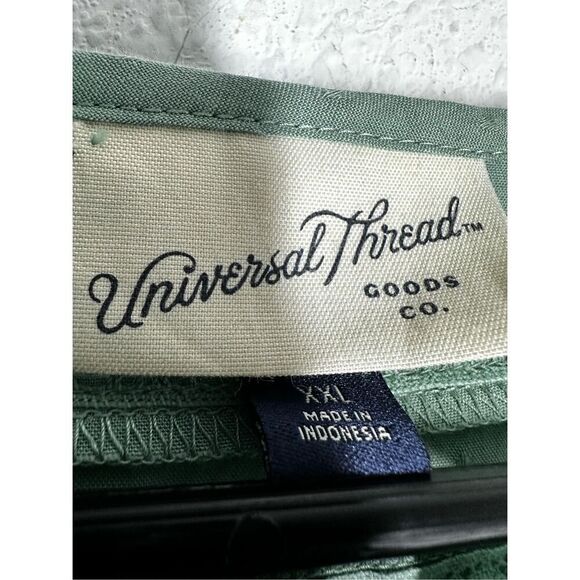 Universal Thread™
GOODS
CO.
XXL
MADE IN
INDONESIA